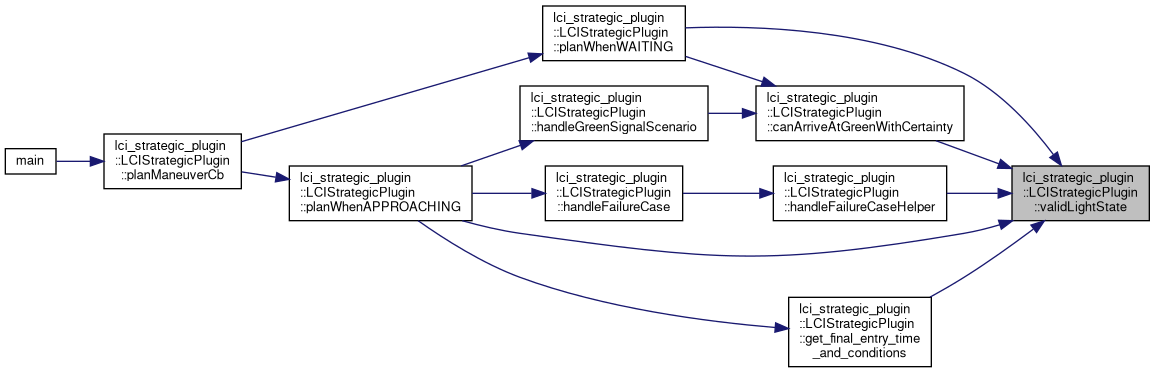 lci_strategic_plugin
::LCIStrategicPlugin
::planWhenWAITING
lci_strategic_plugin
::LCIStrategicPlugin
::handleGreenSignalScenario
lci_strategic_plugin
::LCIStrategicPlugin
::canArriveAtGreenWithCertainty
main
lci_strategic_plugin
::LCIStrategicPlugin
::planManeuverCb
lci_strategic_plugin
::LCIStrategicPlugin
::planWhenAPPROACHING
lci_strategic_plugin
::LCIStrategicPlugin
::handleFailureCase
lci_strategic_plugin
::LCIStrategicPlugin
::handleFailureCaseHelper
lci_strategic_plugin
::LCIStrategicPlugin
::validLightState
lci_strategic_plugin
::LCIStrategicPlugin
::get_final_entry_time
_and_conditions